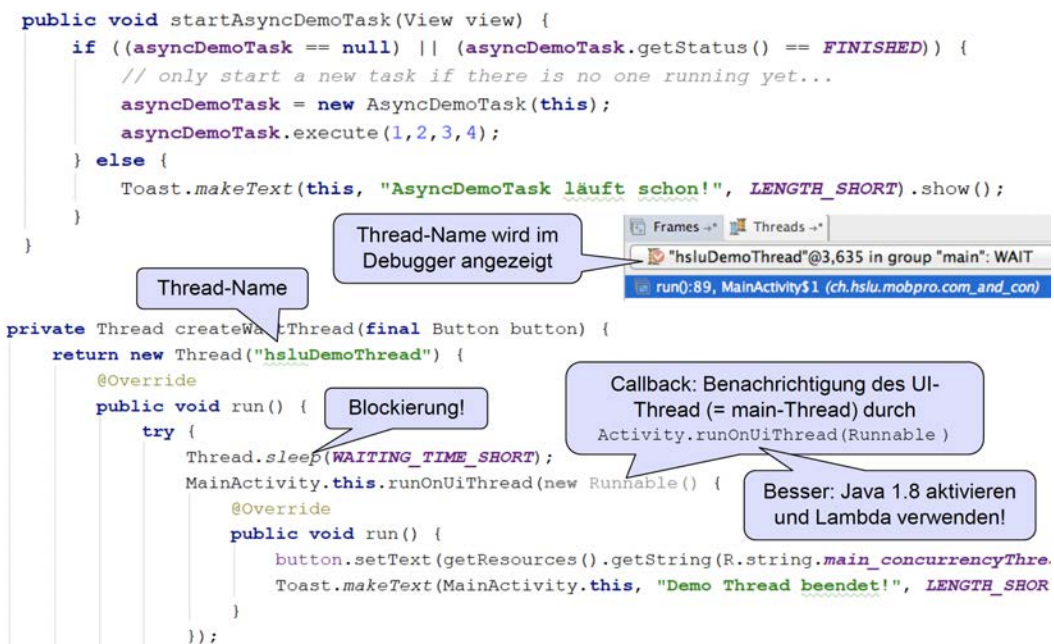 public void startAsyncDemoTask(View view) {
if ((asyncDemoTask == null) || (asyncDemoTask.getStatus() == FINISHED)) {
// only start a new task if there is no one running yet...
asyncDemoTask = new AsyncDemoTask(this);
asyncDemoTask.execute(1,2,3,4);
} else {
Toast.makeText(this, "AsyncDemoTask läuft schon!", LENGTH_SHORT).show();
}
}
Thread-Name wird im
Debugger angezeigt
Frames →* Threads →*
"hsluDemoThread"@3,635 in group "main": WAIT
run():89, MainActivity$1 (ch.hslu.mobpro.com_and_con)
Thread-Name
private Thread createWaitThread(final Button button) {
return new Thread("hsluDemoThread") {
@Override
public void run() {
Blockierung!
try {
Thread.sleep(WAITING_TIME_SHORT);
Callback: Benachrichtigung des UI-
Thread (= main-Thread) durch
Activity.runOnUiThread(Runnable )
MainActivity.this.runOnUiThread(new Runnable() {
Besser: Java 1.8 aktivieren
und Lambda verwenden!
@Override
public void run() {
button.setText(getResources().getString(R.string.main_concurrencyThre
Toast.makeText(MainActivity.this, "Demo Thread beendet!", LENGTH_SHOR
}
});